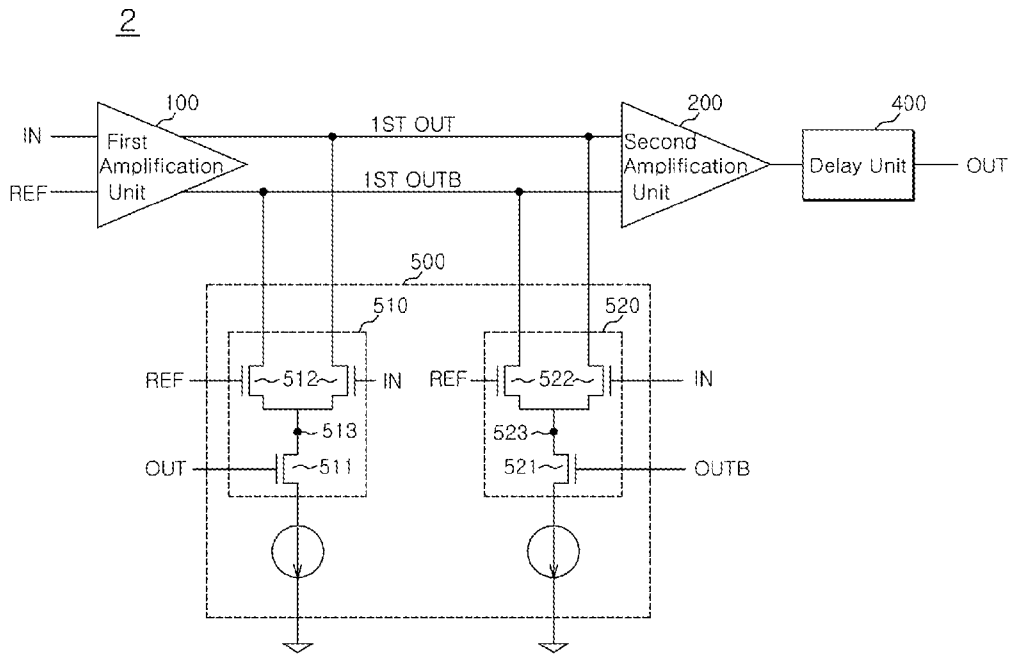 2
100
200
400
IN
First
Amplification
Unit
1ST OUT
Second
Amplification
Unit
Delay Unit
OUT
REF
1ST OUTB
500
510
520
REF
512
IN
REF
522
IN
513
523
OUT
511
521
OUTB